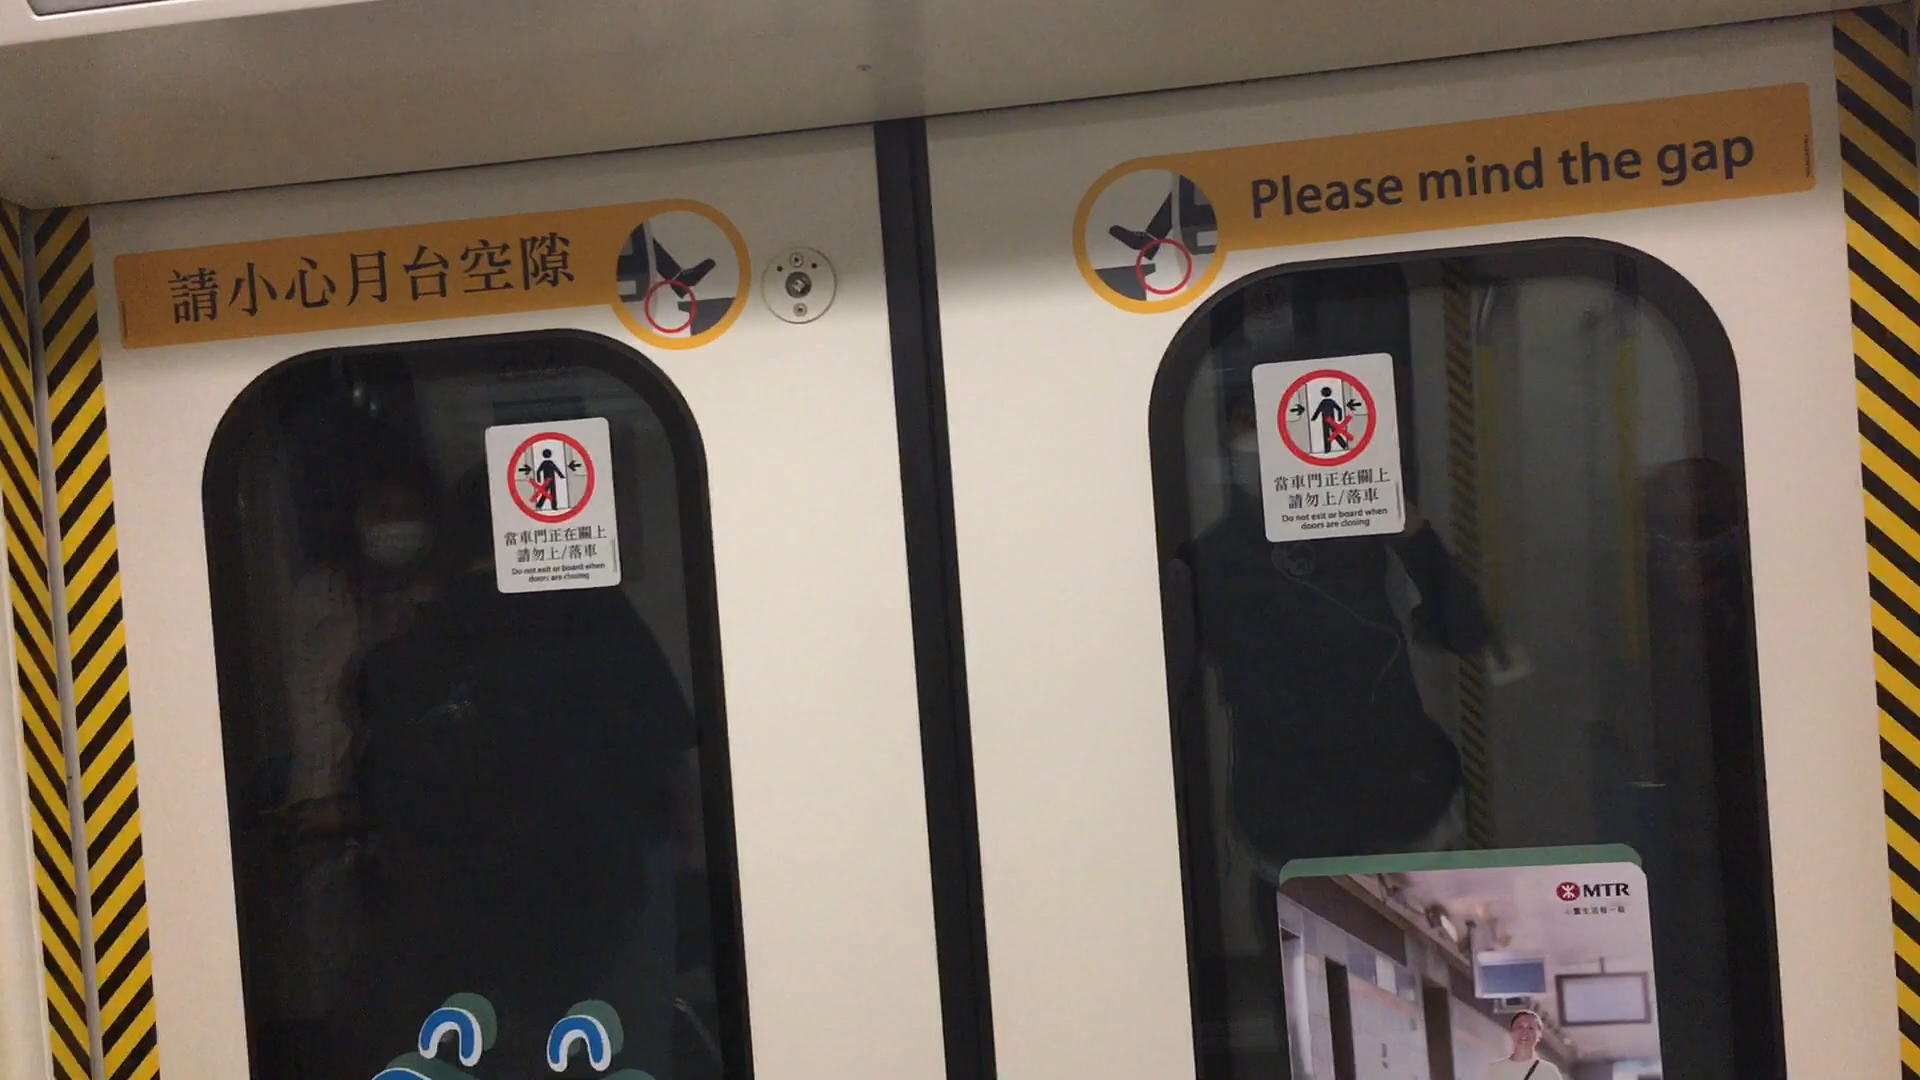 請小心月台空隙
Please mind the gap
當車門正在關上
請勿上/落車
Do not exit or board when
doors are closing
當車門正在關上
請勿上/落車
Do not exit or board when
doors are closing
MTR